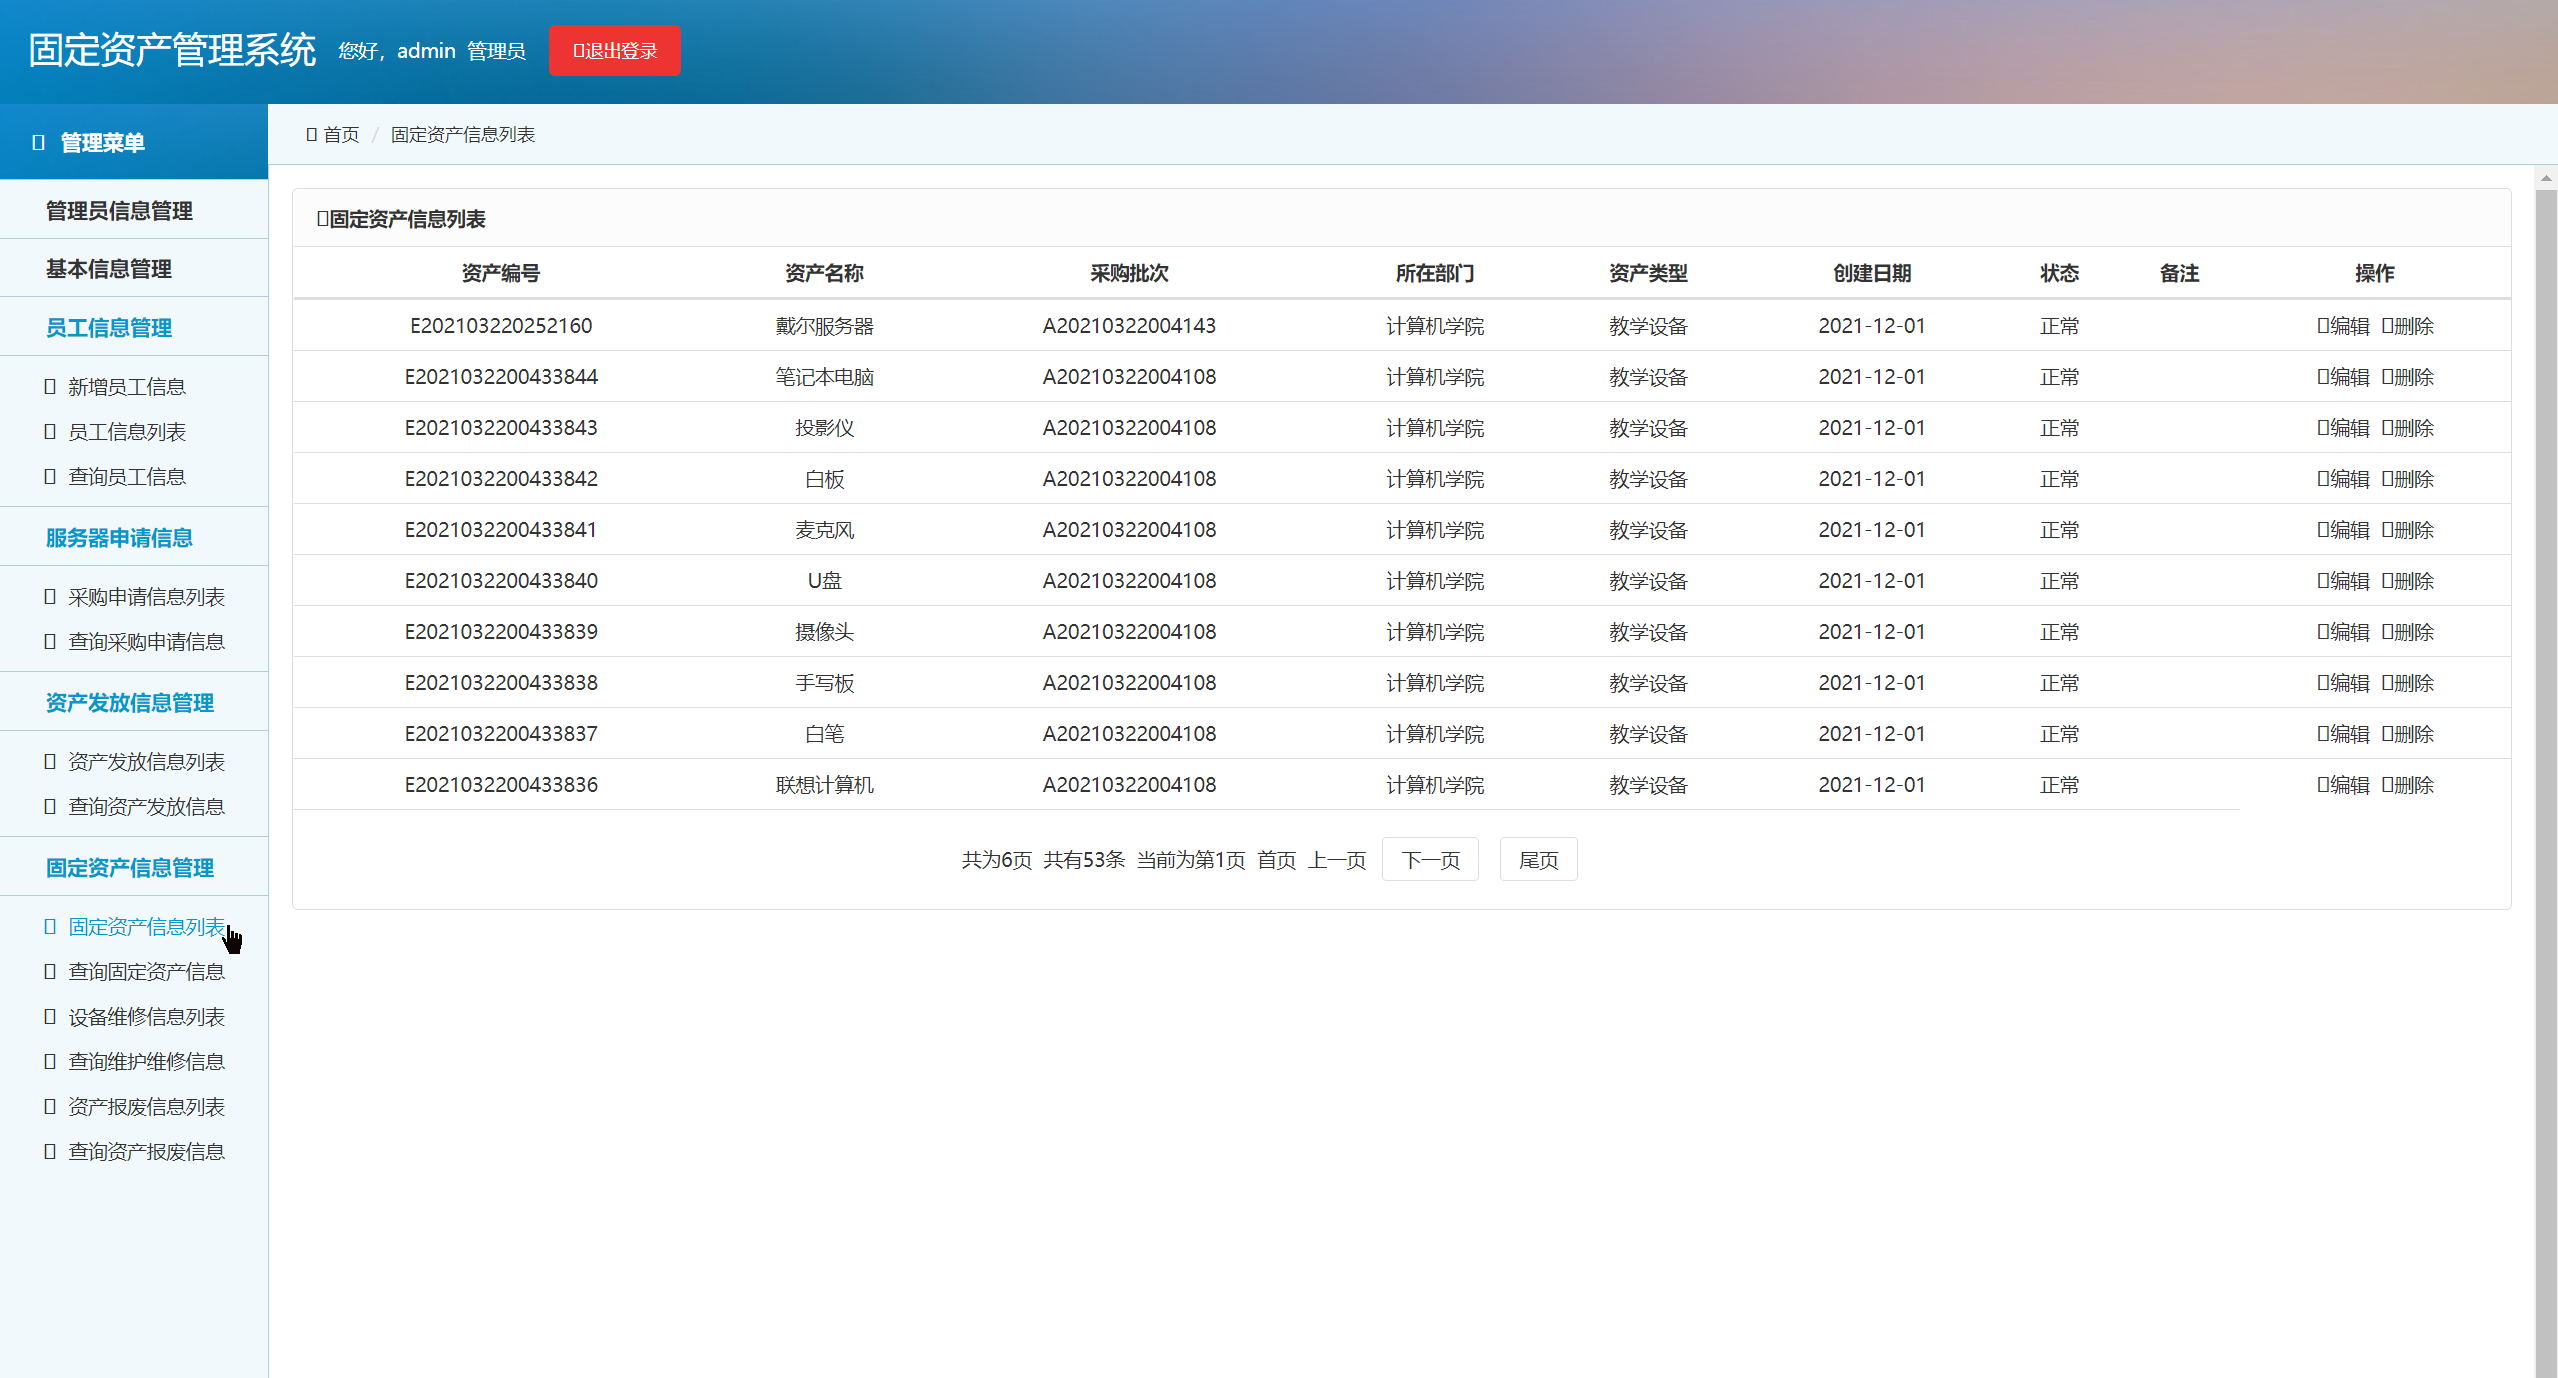 固定资产管理系统 您好，admin 管理员 退出登录
管理菜单
首页 / 固定资产信息列表
管理员信息管理
基本信息管理
员工信息管理
新增员工信息
员工信息列表
查询员工信息
服务器申请信息
采购申请信息列表
查询采购申请信息
资产发放信息管理
资产发放信息列表
查询资产发放信息
固定资产信息管理
固定资产信息列表
查询固定资产信息
设备维修信息列表
查询维护维修信息
资产报废信息列表
查询资产报废信息
固定资产信息列表
资产编号 资产名称 采购批次 所在部门 资产类型 创建日期 状态 备注 操作
E202103220252160 戴尔服务器 A20210322004143 计算机学院 教学设备 2021-12-01 正常 编辑 删除
E2021032200433844 笔记本电脑 A20210322004108 计算机学院 教学设备 2021-12-01 正常 编辑 删除
E2021032200433843 投影仪 A20210322004108 计算机学院 教学设备 2021-12-01 正常 编辑 删除
E2021032200433842 白板 A20210322004108 计算机学院 教学设备 2021-12-01 正常 编辑 删除
E2021032200433841 麦克风 A20210322004108 计算机学院 教学设备 2021-12-01 正常 编辑 删除
E2021032200433840 U盘 A20210322004108 计算机学院 教学设备 2021-12-01 正常 编辑 删除
E2021032200433839 摄像头 A20210322004108 计算机学院 教学设备 2021-12-01 正常 编辑 删除
E2021032200433838 手写板 A20210322004108 计算机学院 教学设备 2021-12-01 正常 编辑 删除
E2021032200433837 白笔 A20210322004108 计算机学院 教学设备 2021-12-01 正常 编辑 删除
E2021032200433836 联想计算机 A20210322004108 计算机学院 教学设备 2021-12-01 正常 编辑 删除
共为6页 共有53条 当前为第1页 首页 上一页 下一页 尾页